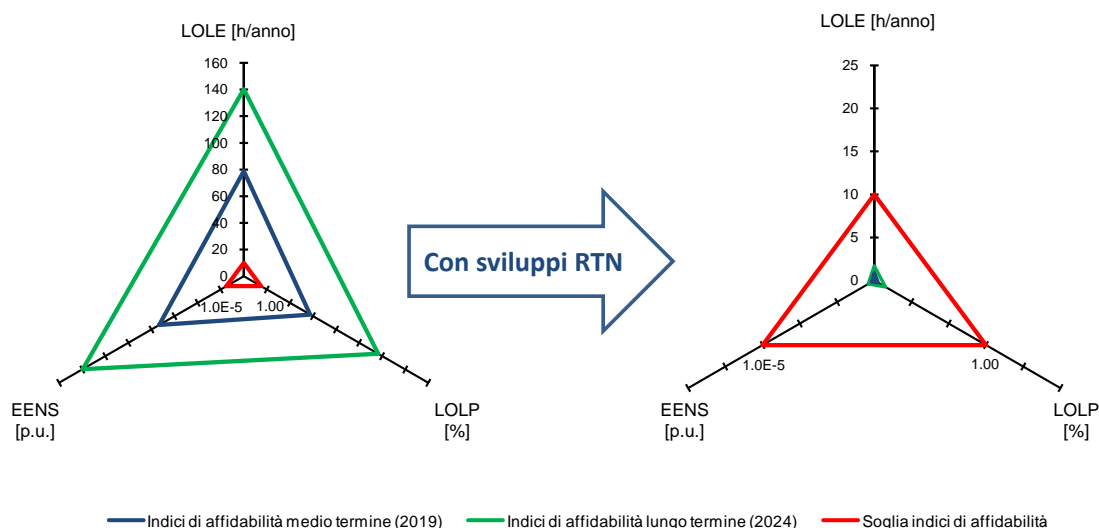 LOLE [h/anno]
160
140
120
100
80
60
40
20
0
1.0E-5
1.00
EENS
[p.u.]
LOLP
[%]
Con sviluppi RTN
LOLE [h/anno]
25
20
15
10
5
0
1.0E-5
1.00
EENS
[p.u.]
LOLP
[%]
Indici di affidabilità medio termine (2019)
Indici di affidabilità lungo termine (2024)
Soglia indici di affidabilità